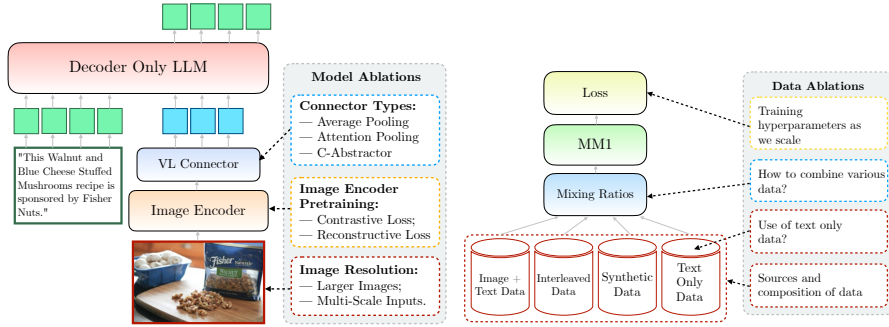 Decoder Only LLM
"This Walnut and
Blue Cheese Stuffed
Mushrooms recipe is
sponsored by Fisher
Nuts."
VL Connector
Image Encoder
Fisher
Model Ablations
Connector Types:
— Average Pooling
— Attention Pooling
— C-Abstractor
Image Encoder
Pretraining:
— Contrastive Loss;
— Reconstructive Loss
Image Resolution:
— Larger Images;
— Multi-Scale Inputs.
Loss
MM1
Mixing Ratios
Image +
Text Data
Interleaved
Data
Synthetic
Data
Text
Only
Data
Data Ablations
Training
hyperparameters as
we scale
How to combine various
data?
Use of text only
data?
Sources and
composition of data